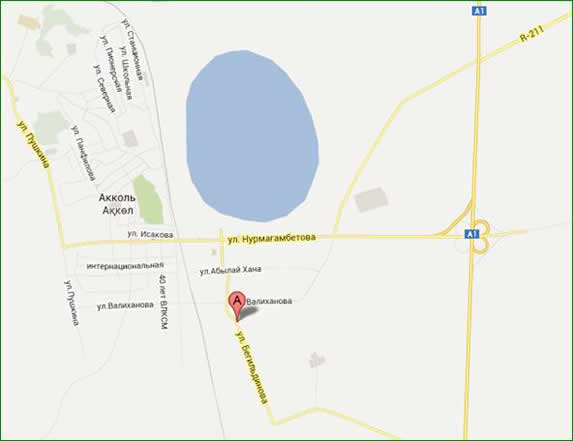 A1
R-211
ул. Станционная
ул. Пионерская
ул. Школьная
ул. Северная
ул. Пушкина
ул. Панфилова
Акколь
Ақкөл
ул. Исакова
ул. Нурмагамбетова
A1
интернациональная
ул.Абылай Хана
ул.Пушкина
40 лет ВЛКСМ
ул.Валиханова
A
Валиханова
ул. Бегильдинова